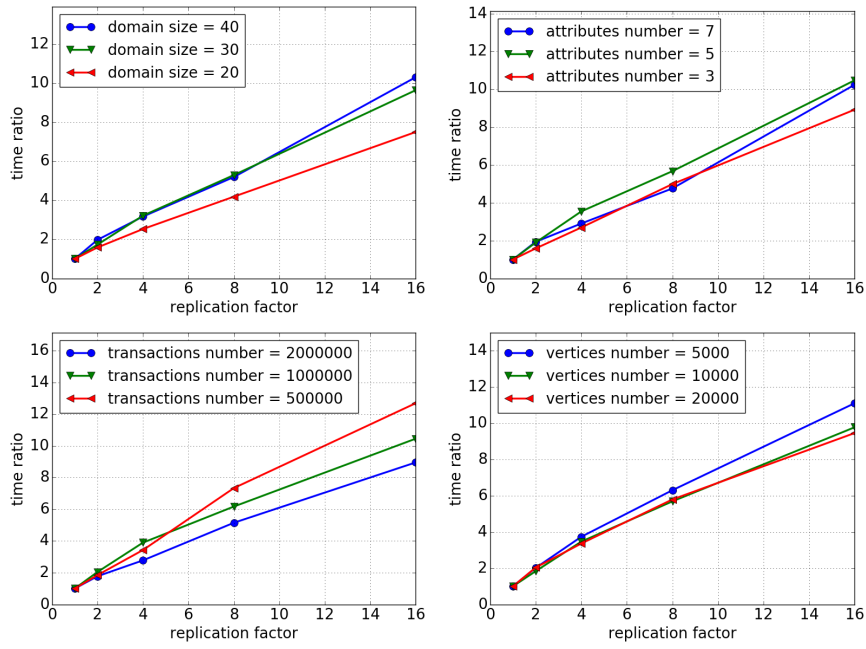 domain size = 40
domain size = 30
domain size = 20
12
10
8
6
4
2
0
time ratio
0 2 4 6 8 10 12 14 16
replication factor
attributes number = 7
attributes number = 5
attributes number = 3
14
12
10
8
6
4
2
0
time ratio
0 2 4 6 8 10 12 14 16
replication factor
transactions number = 2000000
transactions number = 1000000
transactions number = 500000
16
14
12
10
8
6
4
2
0
time ratio
0 2 4 6 8 10 12 14 16
replication factor
vertices number = 5000
vertices number = 10000
vertices number = 20000
14
12
10
8
6
4
2
0
time ratio
0 2 4 6 8 10 12 14 16
replication factor